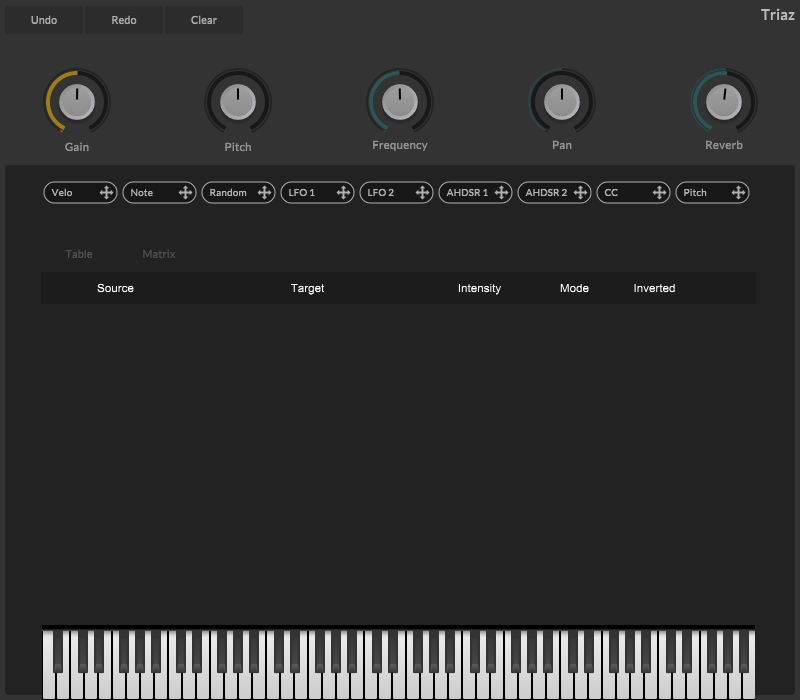 Undo Redo Clear Triaz
Gain Pitch Frequency Pan Reverb
Velo Note Random LFO 1 LFO 2 AHDSR 1 AHDSR 2 CC Pitch
Table Matrix
Source Target Intensity Mode Inverted